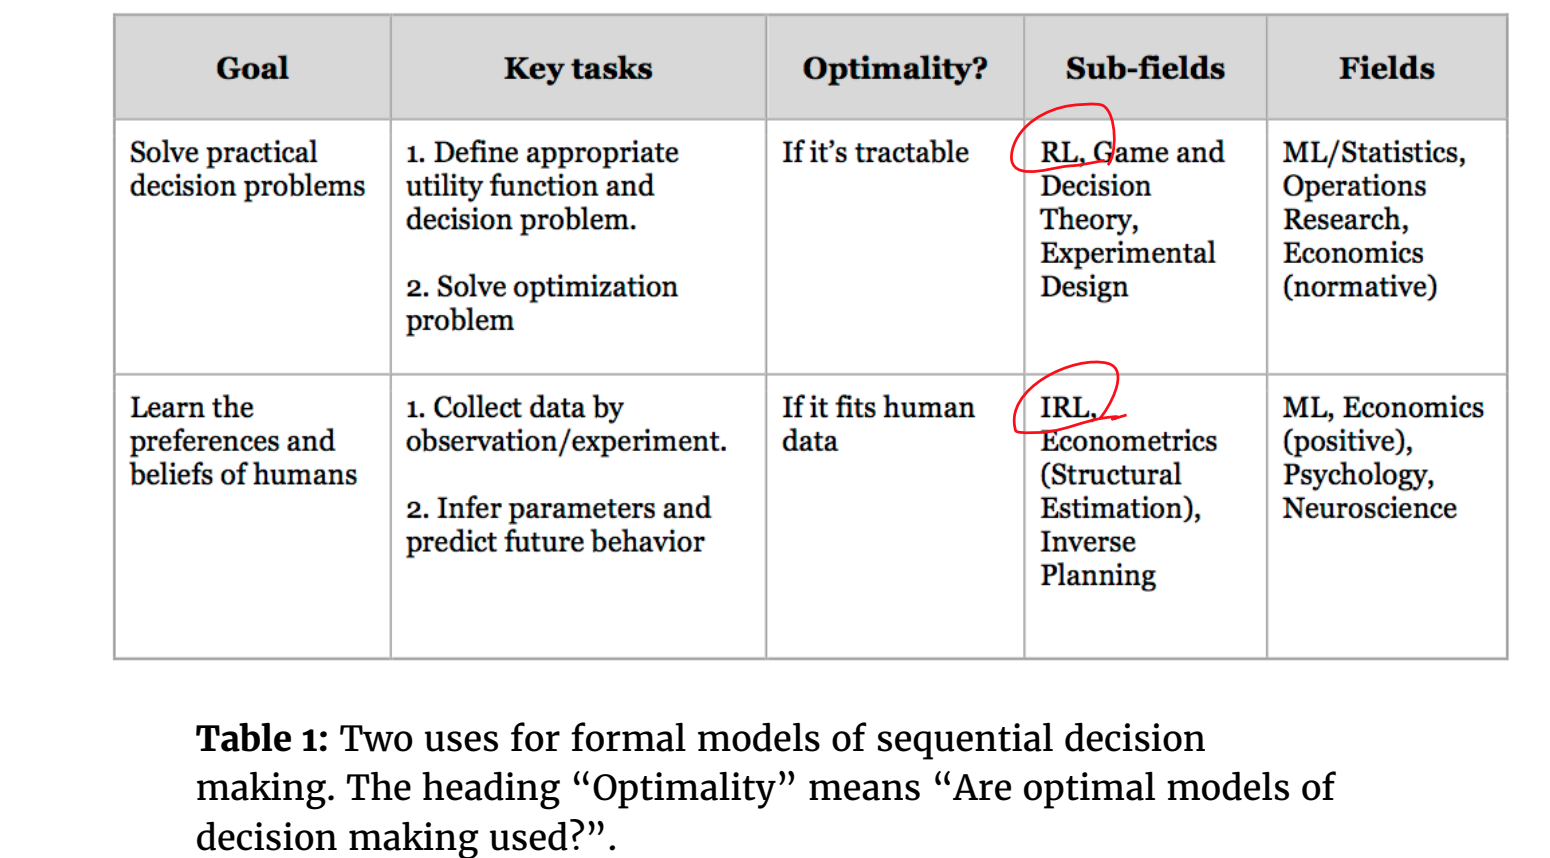 Goal Key tasks Optimality? Sub-fields Fields
Solve practical
decision problems
1. Define appropriate
utility function and
decision problem.
2. Solve optimization
problem
If it’s tractable
RL, Game and
Decision
Theory,
Experimental
Design
ML/Statistics,
Operations
Research,
Economics
(normative)
Learn the
preferences and
beliefs of humans
1. Collect data by
observation/experiment.
2. Infer parameters and
predict future behavior
If it fits human
data
IRL,
Econometrics
(Structural
Estimation),
Inverse
Planning
ML, Economics
(positive),
Psychology,
Neuroscience
Table 1: Two uses for formal models of sequential decision
making. The heading “Optimality” means “Are optimal models of
decision making used?”.